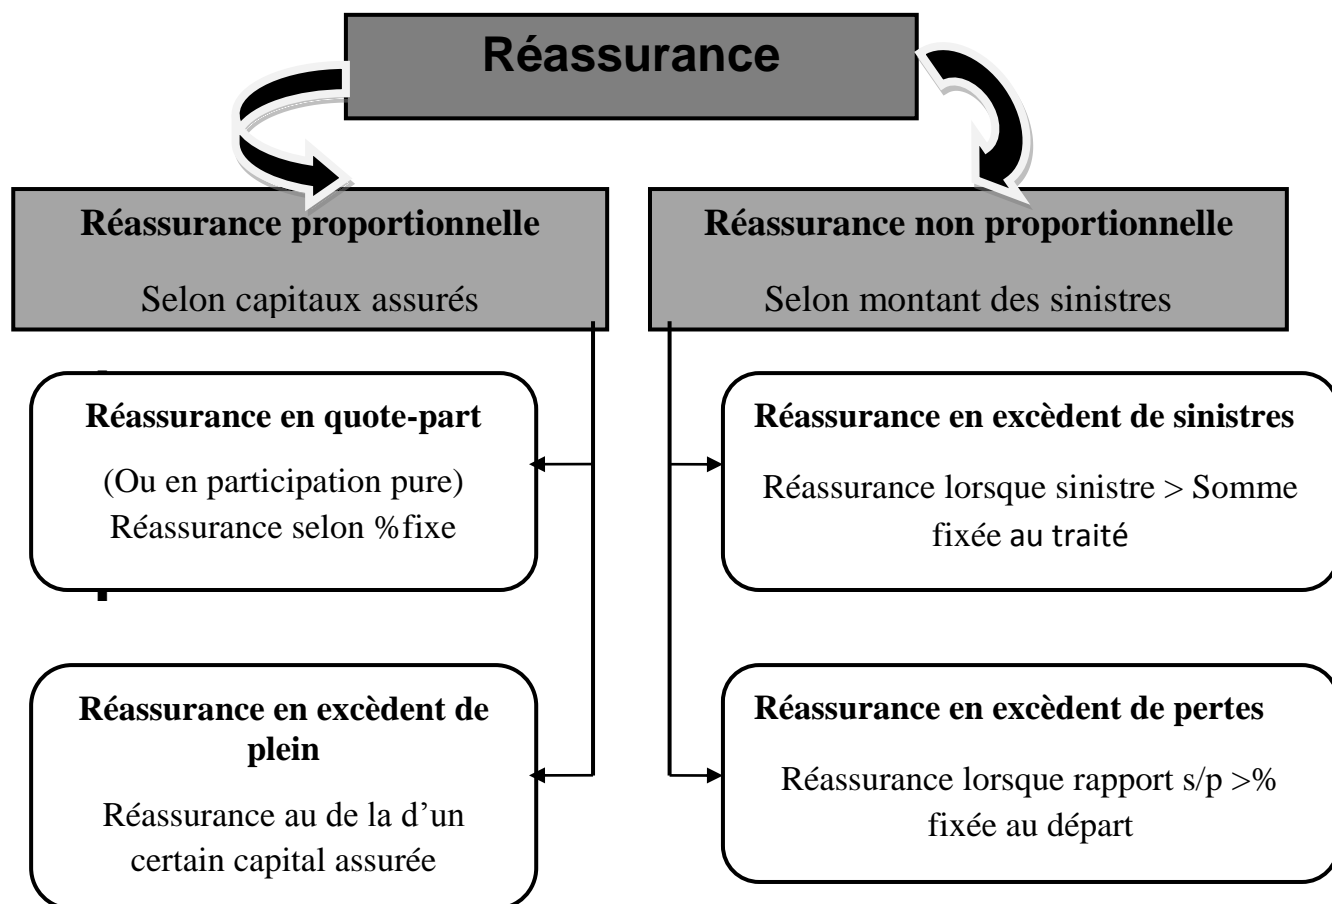 Réassurance
Réassurance proportionnelle
Selon capitaux assurés
Réassurance non proportionnelle
Selon montant des sinistres
Réassurance en quote-part
(Ou en participation pure)
Réassurance selon %fixe
Réassurance en excèdent de sinistres
Réassurance lorsque sinistre > Somme
fixée au traité
Réassurance en excèdent de
plein
Réassurance au de la d’un
certain capital assurée
Réassurance en excèdent de pertes
Réassurance lorsque rapport s/p >%
fixée au départ